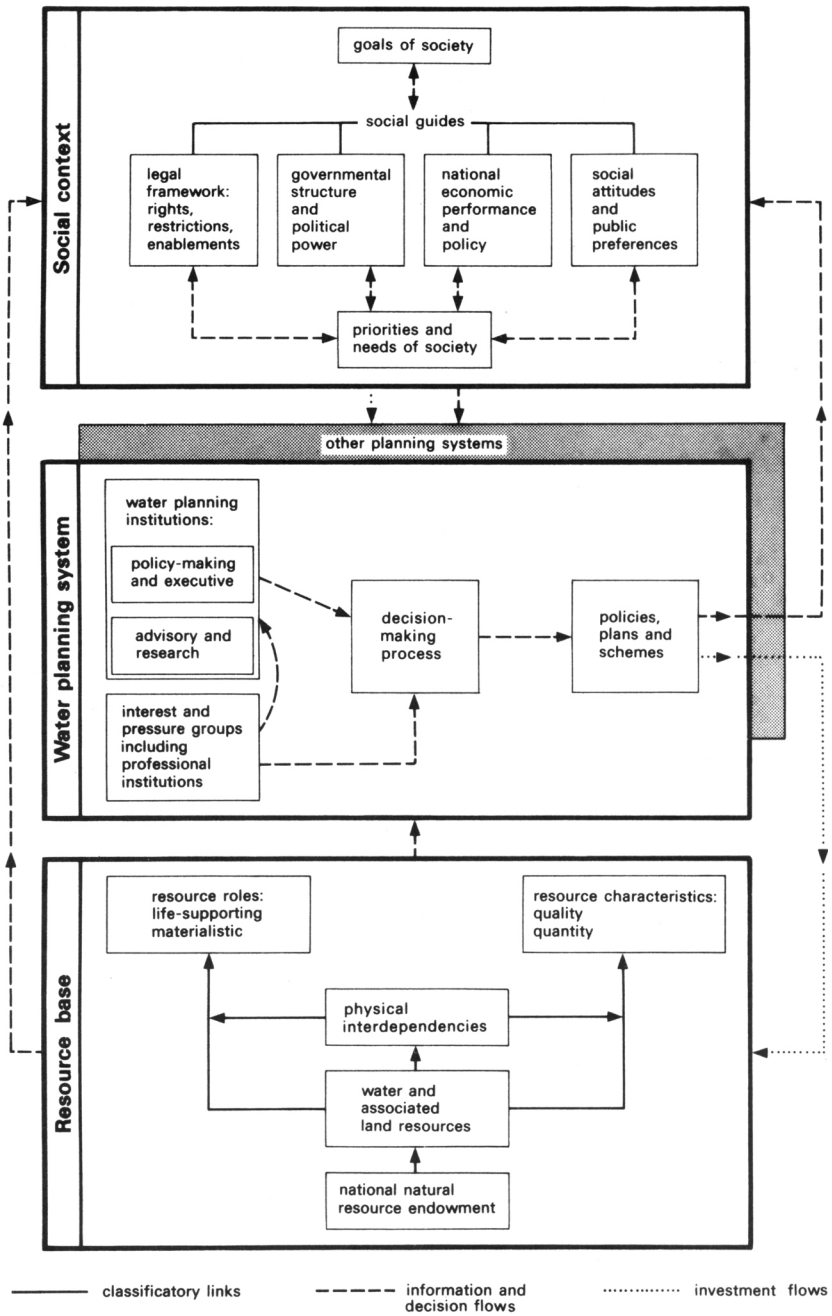 Social context
goals of society
social guides
legal
framework:
rights,
restrictions,
enablements
governmental
structure
and
political
power
national
economic
performance
and
policy
social
attitudes
and
public
preferences
priorities and
needs of society
other planning systems
Water planning system
water planning
institutions:
policy-making
and executive
advisory and
research
interest and
pressure groups
including
professional
institutions
decision-
making
process
policies,
plans and
schemes
Resource base
resource roles:
life-supporting
materialistic
resource characteristics:
quality
quantity
physical
interdependencies
water and
associated
land resources
national natural
resource endowment
classificatory links
information and
decision flows
investment flows